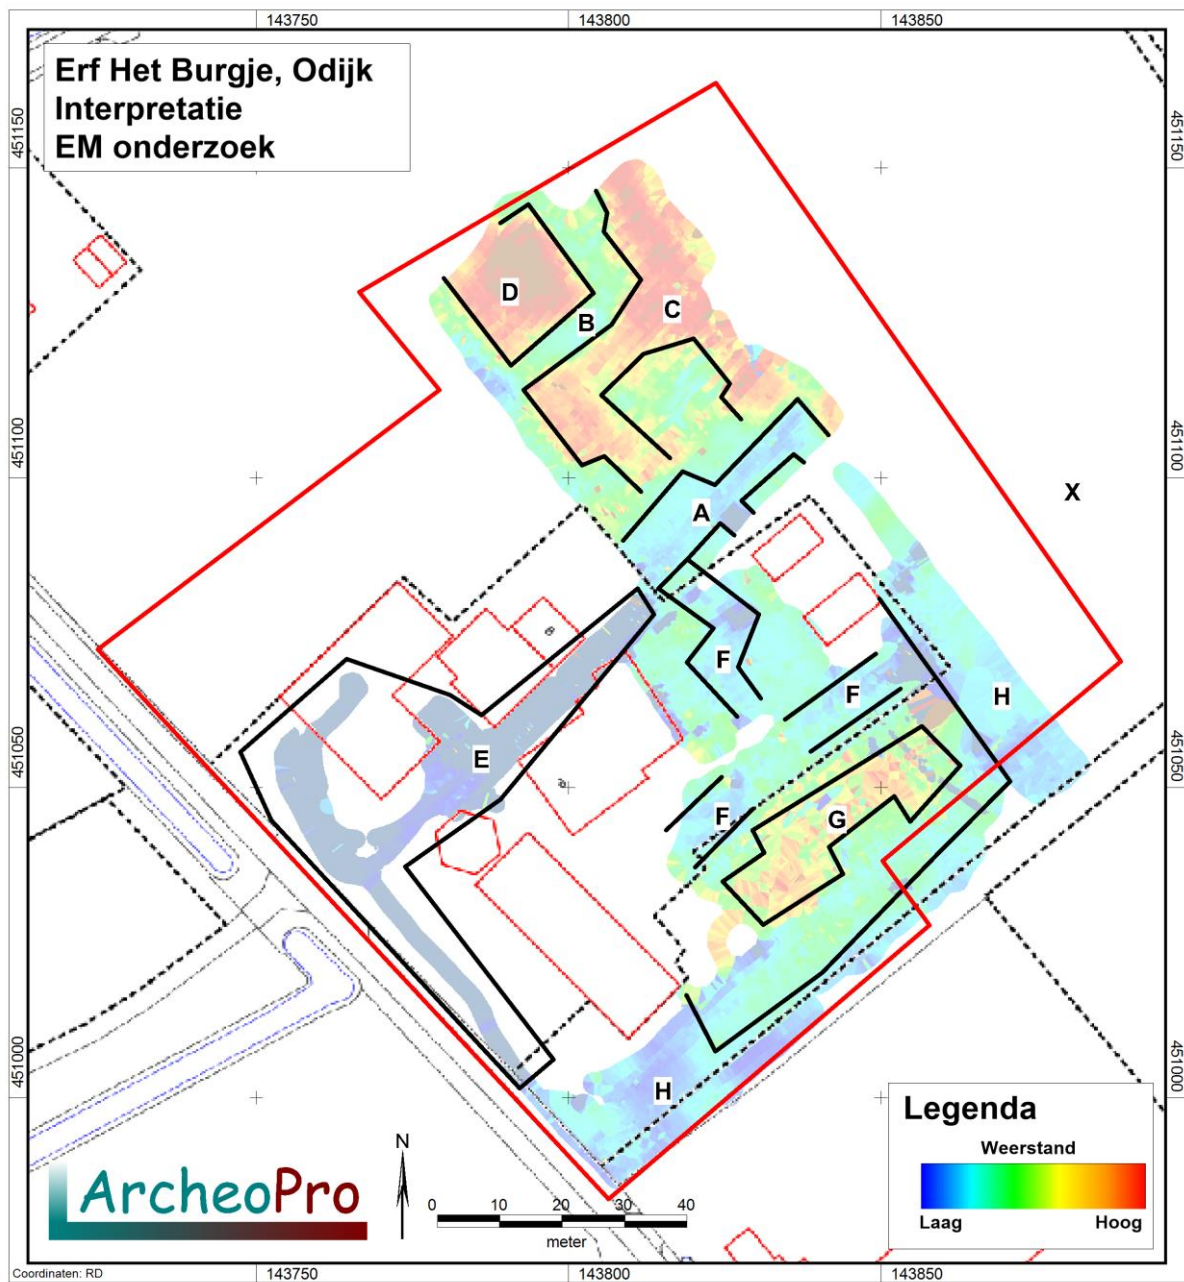 143750
143800
143850
Erf Het Burgje, Odijk
Interpretatie
EM onderzoek
451150
451150
D
B
C
451100
451100
X
A
F
F
H
451050
451050
E
G
F
451000
451000
H
Legenda
Weerstand
Laag
Hoog
ArcheoPro
N
0
10
20
30
40
meter
Coordinaten: RD
143750
143800
143850